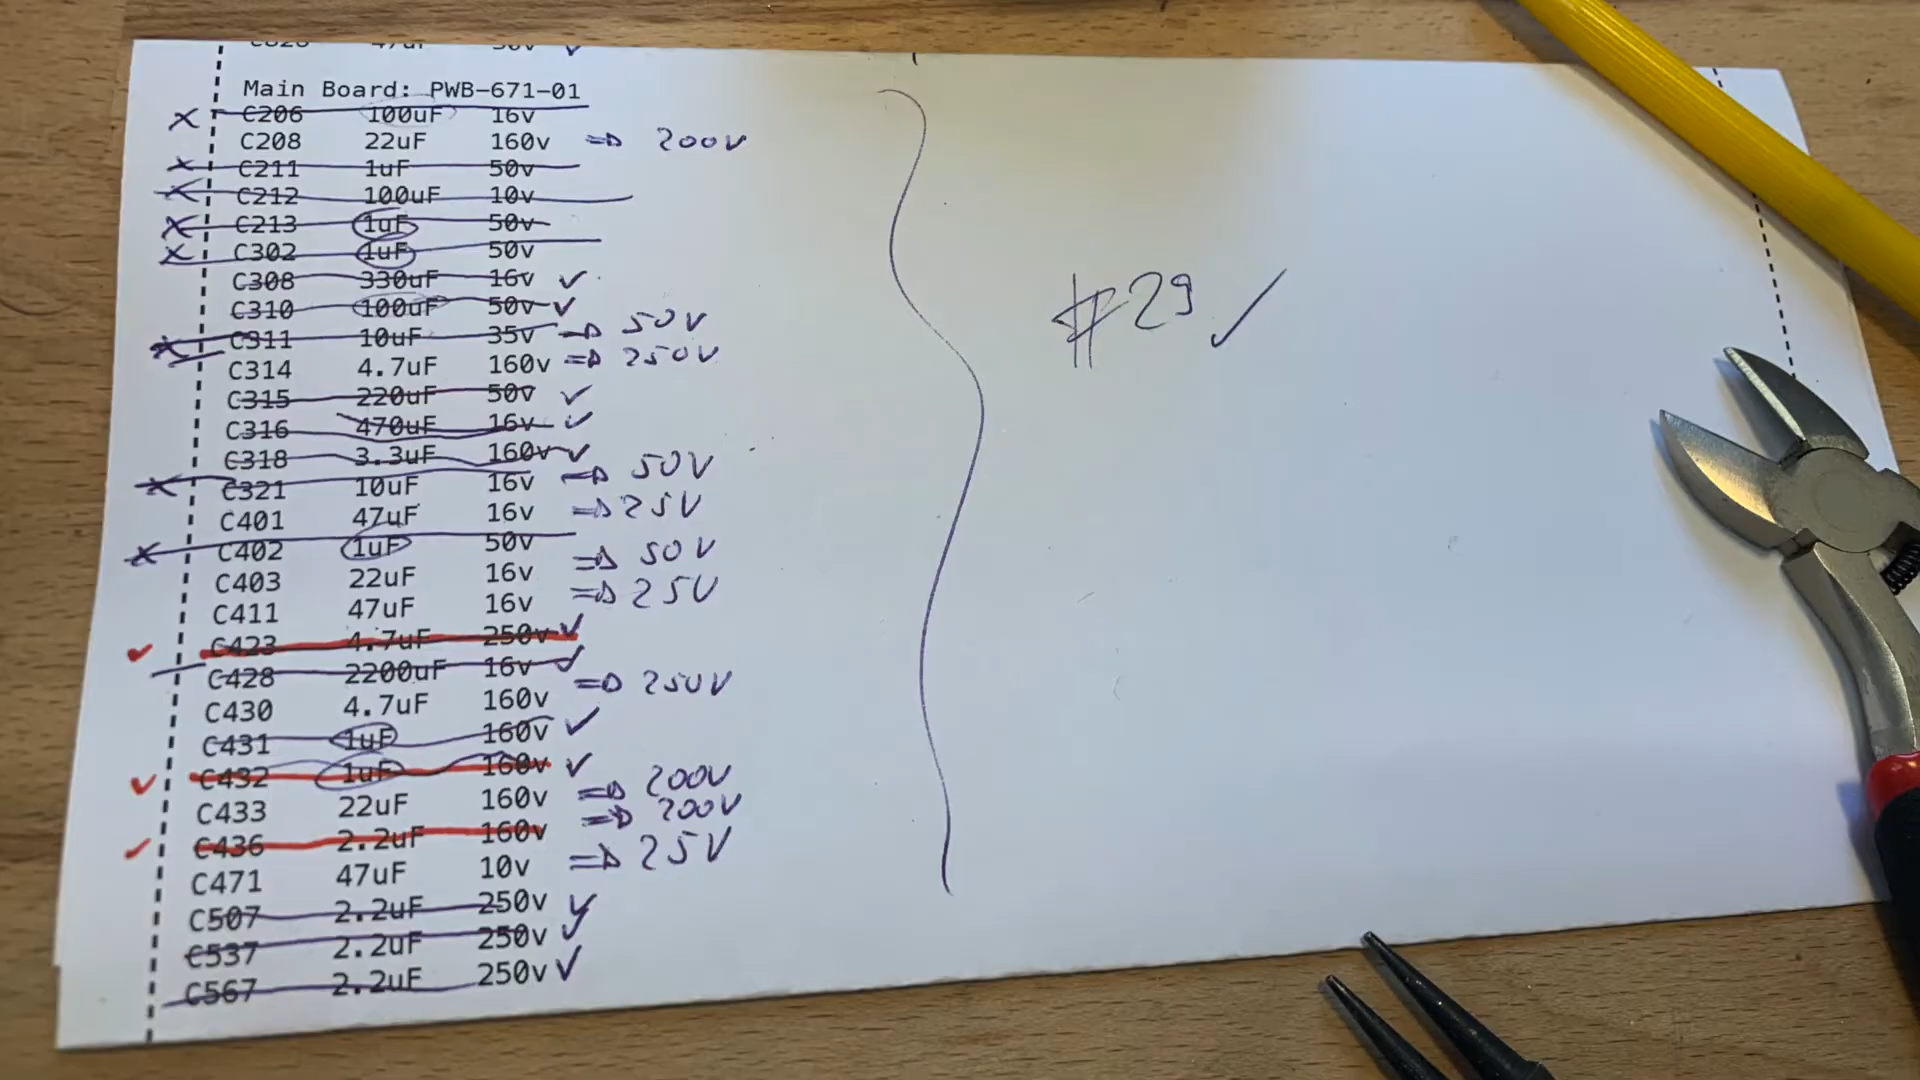 C828 47uF 50v ✓
Main Board: PWB-671-01
X C206 100uF 16v
C208 22uF 160v => 200V
X C211 1uF 50v
X C212 100uF 10v
X C213 1uF 50v
X C302 1uF 50v
C308 330uF 16v ✓
C310 100uF 50v ✓
X C311 10uF 35v => 50V
C314 4.7uF 160v => 250V
C315 220uF 50v ✓
C316 470uF 16v ✓
C318 3.3uF 160v ✓
X C321 10uF 16v => 50V
C401 47uF 16v => 25V
X C402 1uF 50v
C403 22uF 16v => 50V
C411 47uF 16v => 25V
✓ C423 4.7uF 250v ✓
C428 2200uF 16v ✓
C430 4.7uF 160v => 250V
C431 1uF 160v ✓
✓ C432 1uF 160v ✓
C433 22uF 160v => 200V
✓ C436 2.2uF 160v => 200V
C471 47uF 10v => 25V
C507 2.2uF 250v ✓
C537 2.2uF 250v ✓
C567 2.2uF 250v ✓
#29 ✓